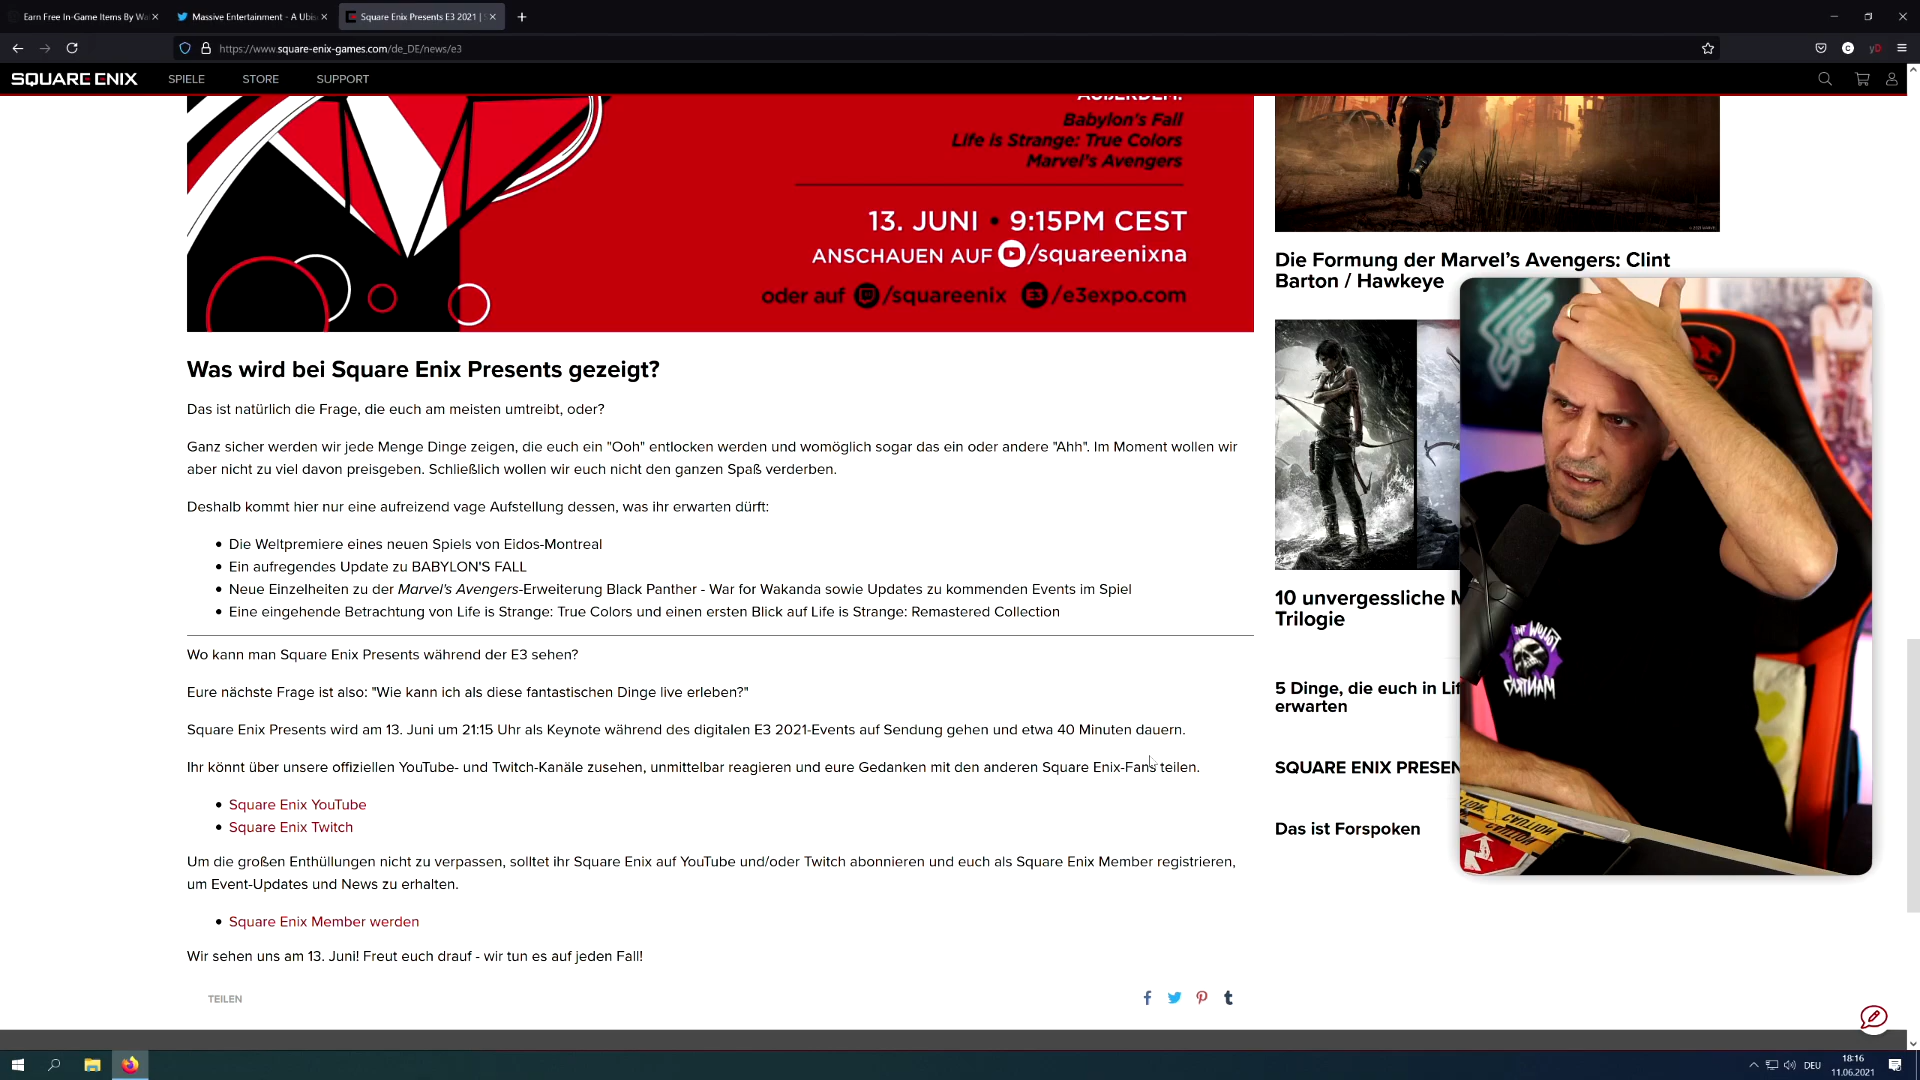 Earn Free In-Game Items By Wa
Massive Entertainment - A Ubis
Square Enix Presents E3 2021 | S
https://www.square-enix-games.com/de_DE/news/e3
SQUARE ENIX
SPIELE
STORE
SUPPORT
AUßERDEM:
Babylon's Fall
Life is Strange: True Colors
Marvel's Avengers
13. JUNI • 9:15PM CEST
ANSCHAUEN AUF /squareenixna
oder auf /squareenix E3 /e3expo.com
Was wird bei Square Enix Presents gezeigt?
Das ist natürlich die Frage, die euch am meisten umtreibt, oder?
Ganz sicher werden wir jede Menge Dinge zeigen, die euch ein "Ooh" entlocken werden und womöglich sogar das ein oder andere "Ahh". Im Moment wollen wir
aber nicht zu viel davon preisgeben. Schließlich wollen wir euch nicht den ganzen Spaß verderben.
Deshalb kommt hier nur eine aufreizend vage Aufstellung dessen, was ihr erwarten dürft:
• Die Weltpremiere eines neuen Spiels von Eidos-Montreal
• Ein aufregendes Update zu BABYLON'S FALL
• Neue Einzelheiten zu der Marvel's Avengers-Erweiterung Black Panther - War for Wakanda sowie Updates zu kommenden Events im Spiel
• Eine eingehende Betrachtung von Life is Strange: True Colors und einen ersten Blick auf Life is Strange: Remastered Collection
Wo kann man Square Enix Presents während der E3 sehen?
Eure nächste Frage ist also: "Wie kann ich als diese fantastischen Dinge live erleben?"
Square Enix Presents wird am 13. Juni um 21:15 Uhr als Keynote während des digitalen E3 2021-Events auf Sendung gehen und etwa 40 Minuten dauern.
Ihr könnt über unsere offiziellen YouTube- und Twitch-Kanäle zusehen, unmittelbar reagieren und eure Gedanken mit den anderen Square Enix-Fans teilen.
• Square Enix YouTube
• Square Enix Twitch
Um die großen Enthüllungen nicht zu verpassen, solltet ihr Square Enix auf YouTube und/oder Twitch abonnieren und euch als Square Enix Member registrieren,
um Event-Updates und News zu erhalten.
• Square Enix Member werden
Wir sehen uns am 13. Juni! Freut euch drauf - wir tun es auf jeden Fall!
TEILEN
Die Formung der Marvel's Avengers: Clint
Barton / Hawkeye
10 unvergessliche M
Trilogie
5 Dinge, die euch in Lif
erwarten
SQUARE ENIX PRESEN
Das ist Forspoken
FOLLOW THE
MANTRAD
CAUTION
CAUTION
DEU
18:16
11.06.2021